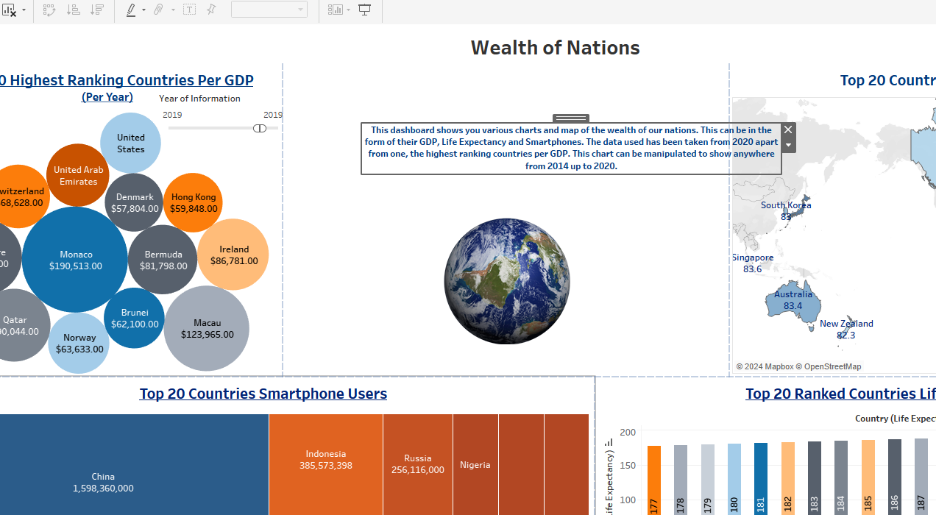 Wealth of Nations
0 Highest Ranking Countries Per GDP
(Per Year)
Year of Information
2019
2019
United
States
United Arab
Emirates
witzerland
68,628.00
Denmark
$57,804.00
Hong Kong
$59,848.00
Monaco
$190,513.00
Bermuda
$81,798.00
Ireland
$86,781.00
Qatar
0,044.00
Norway
$63,633.00
Brunei
$62,100.00
Macau
$123,965.00
This dashboard shows you various charts and map of the wealth of our nations. This can be in the
form of their GDP, Life Expectancy and Smartphones. The data used has been taken from 2020 apart
from one, the highest ranking countries per GDP. This chart can be manipulated to show anywhere
from 2014 up to 2020.
Top 20 Countr
South Korea
83
Singapore
83.6
Australia
83.4
New Zealand
82.3
© 2024 Mapbox © OpenStreetMap
Top 20 Countries Smartphone Users
China
1,598,360,000
Indonesia
385,573,398
Russia
256,116,000
Nigeria
Top 20 Ranked Countries Lif
Country (Life Expec
ife Expectancy)
200
150
100
177
178
179
180
181
182
183
184
185
186
187